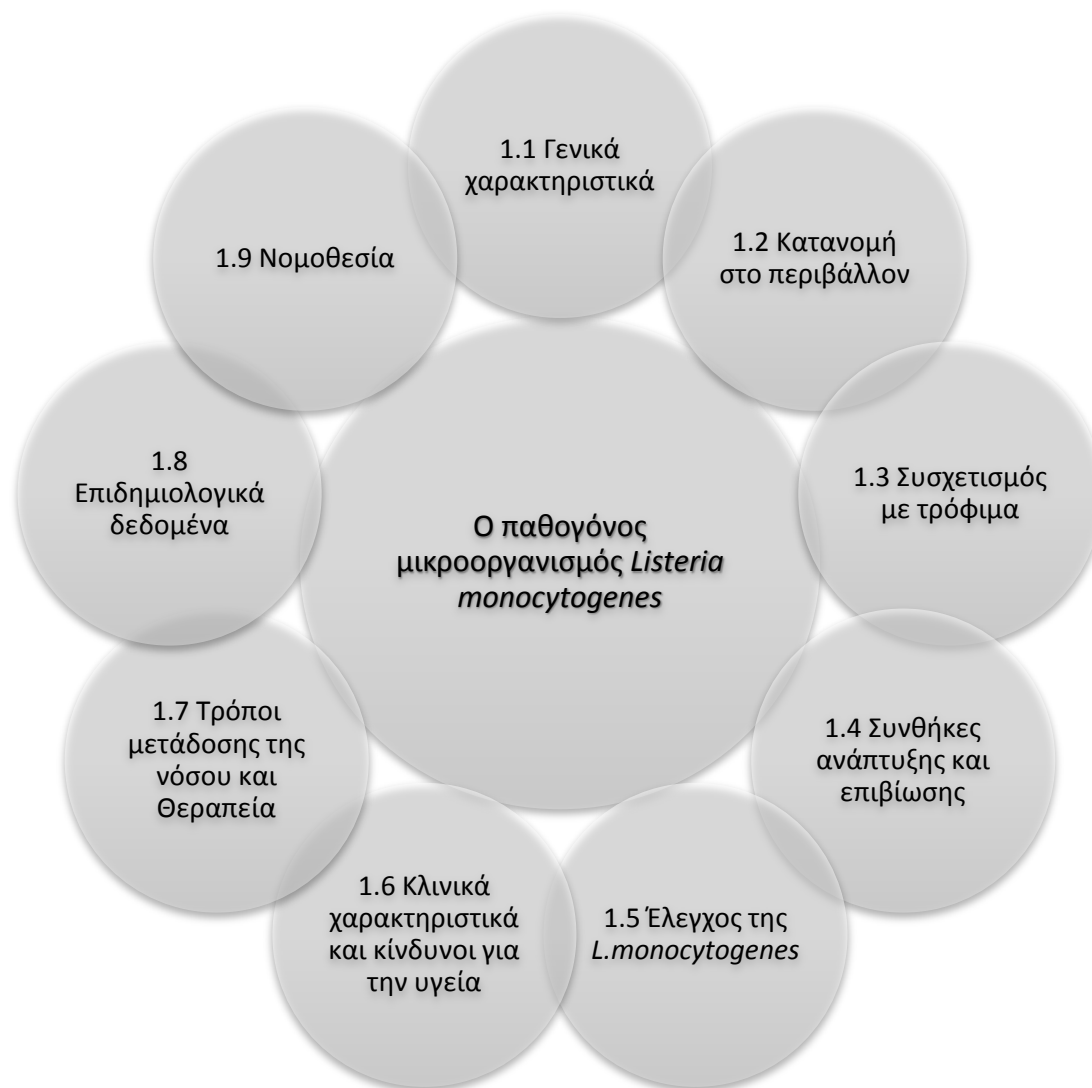 1.1 Γενικά
χαρακτηριστικά
1.2 Κατανομή
στο περιβάλλον
1.3 Συσχετισμός
με τρόφιμα
1.4 Συνθήκες
ανάπτυξης και
επιβίωσης
1.5 Έλεγχος της
L.monocytogenes
1.6 Κλινικά
χαρακτηριστικά
και κίνδυνοι για
την υγεία
1.7 Τρόποι
μετάδοσης της
νόσου και
Θεραπεία
1.8
Επιδημιολογικά
δεδομένα
1.9 Νομοθεσία
Ο παθογόνος
μικροοργανισμός Listeria
monocytogenes